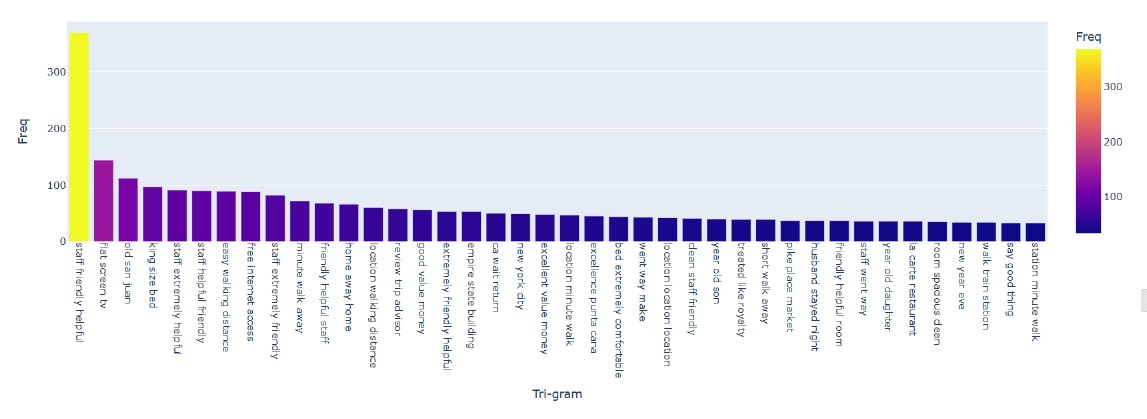 Freq
300
200
100
0
Freq
300
200
100
staff friendly helpful
flat screen tv
old san juan
king size bed
staff extremely helpful
staff helpful friendly
easy walking distance
free internet access
staff extremely friendly
minute walk away
friendly helpful staff
home away home
location walking distance
review trip advisor
good value money
extremely friendly helpful
empire state building
ca wait return
new york city
excellent value money
location minute walk
excellence punta cana
bed extremely comfortable
went way make
location location location
clean staff friendly
year old son
treated like royalty
short walk away
pike place market
husband stayed night
friendly helpful room
staff went way
year old daughter
la carte restaurant
room spacious clean
new year eve
walk train station
say good thing
station minute walk
Tri-gram